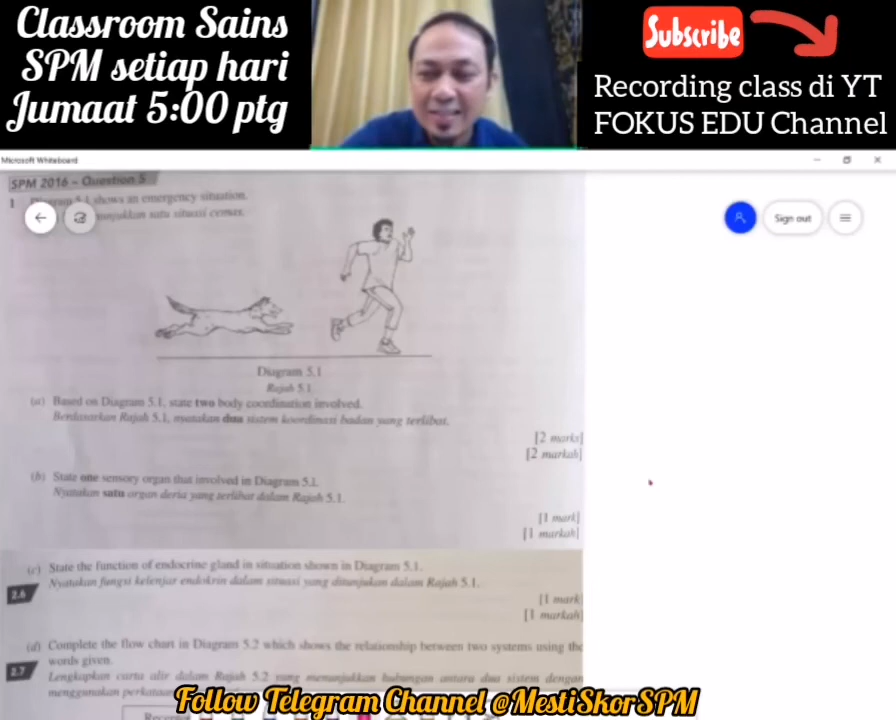 Classroom Sains
SPM setiap hari
Jumaat 5:00 ptg
Subscribe
Recording class di YT
FOKUS EDU Channel
Microsoft Whiteboard
SPM 2016 – Question 5
1 shows an emergency situation.
satu situasi cemas.
Sign out
Diagram 5.1
Rajah 5.1
(a) Based on Diagram 5.1, state two body coordination involved.
Berdasarkan Rajah 5.1, nyatakan dua sistem koordinasi badan yang terlibat.
[2 marks]
[2 markah]
(b) State one sensory organ that involved in Diagram 5.1.
Nyatakan satu organ deria yang terlibat dalam Rajah 5.1.
[1 mark]
[1 markah]
(c) State the function of endocrine gland in situation shown in Diagram 5.1.
2.6 Nyatakan fungsi kelenjar endokrin dalam situasi yang ditunjukkan dalam Rajah 5.1.
[1 mark
[1 markah]
(d) Complete the flow chart in Diagram 5.2 which shows the relationship between two systems using the
2.7 words given.
Lengkapkan carta alir dalam Rajah 5.2 yang menunjukkan hubungan antara dua sistem dengan
menggunakan
Follow Telegram Channel @MestiSkorSPM